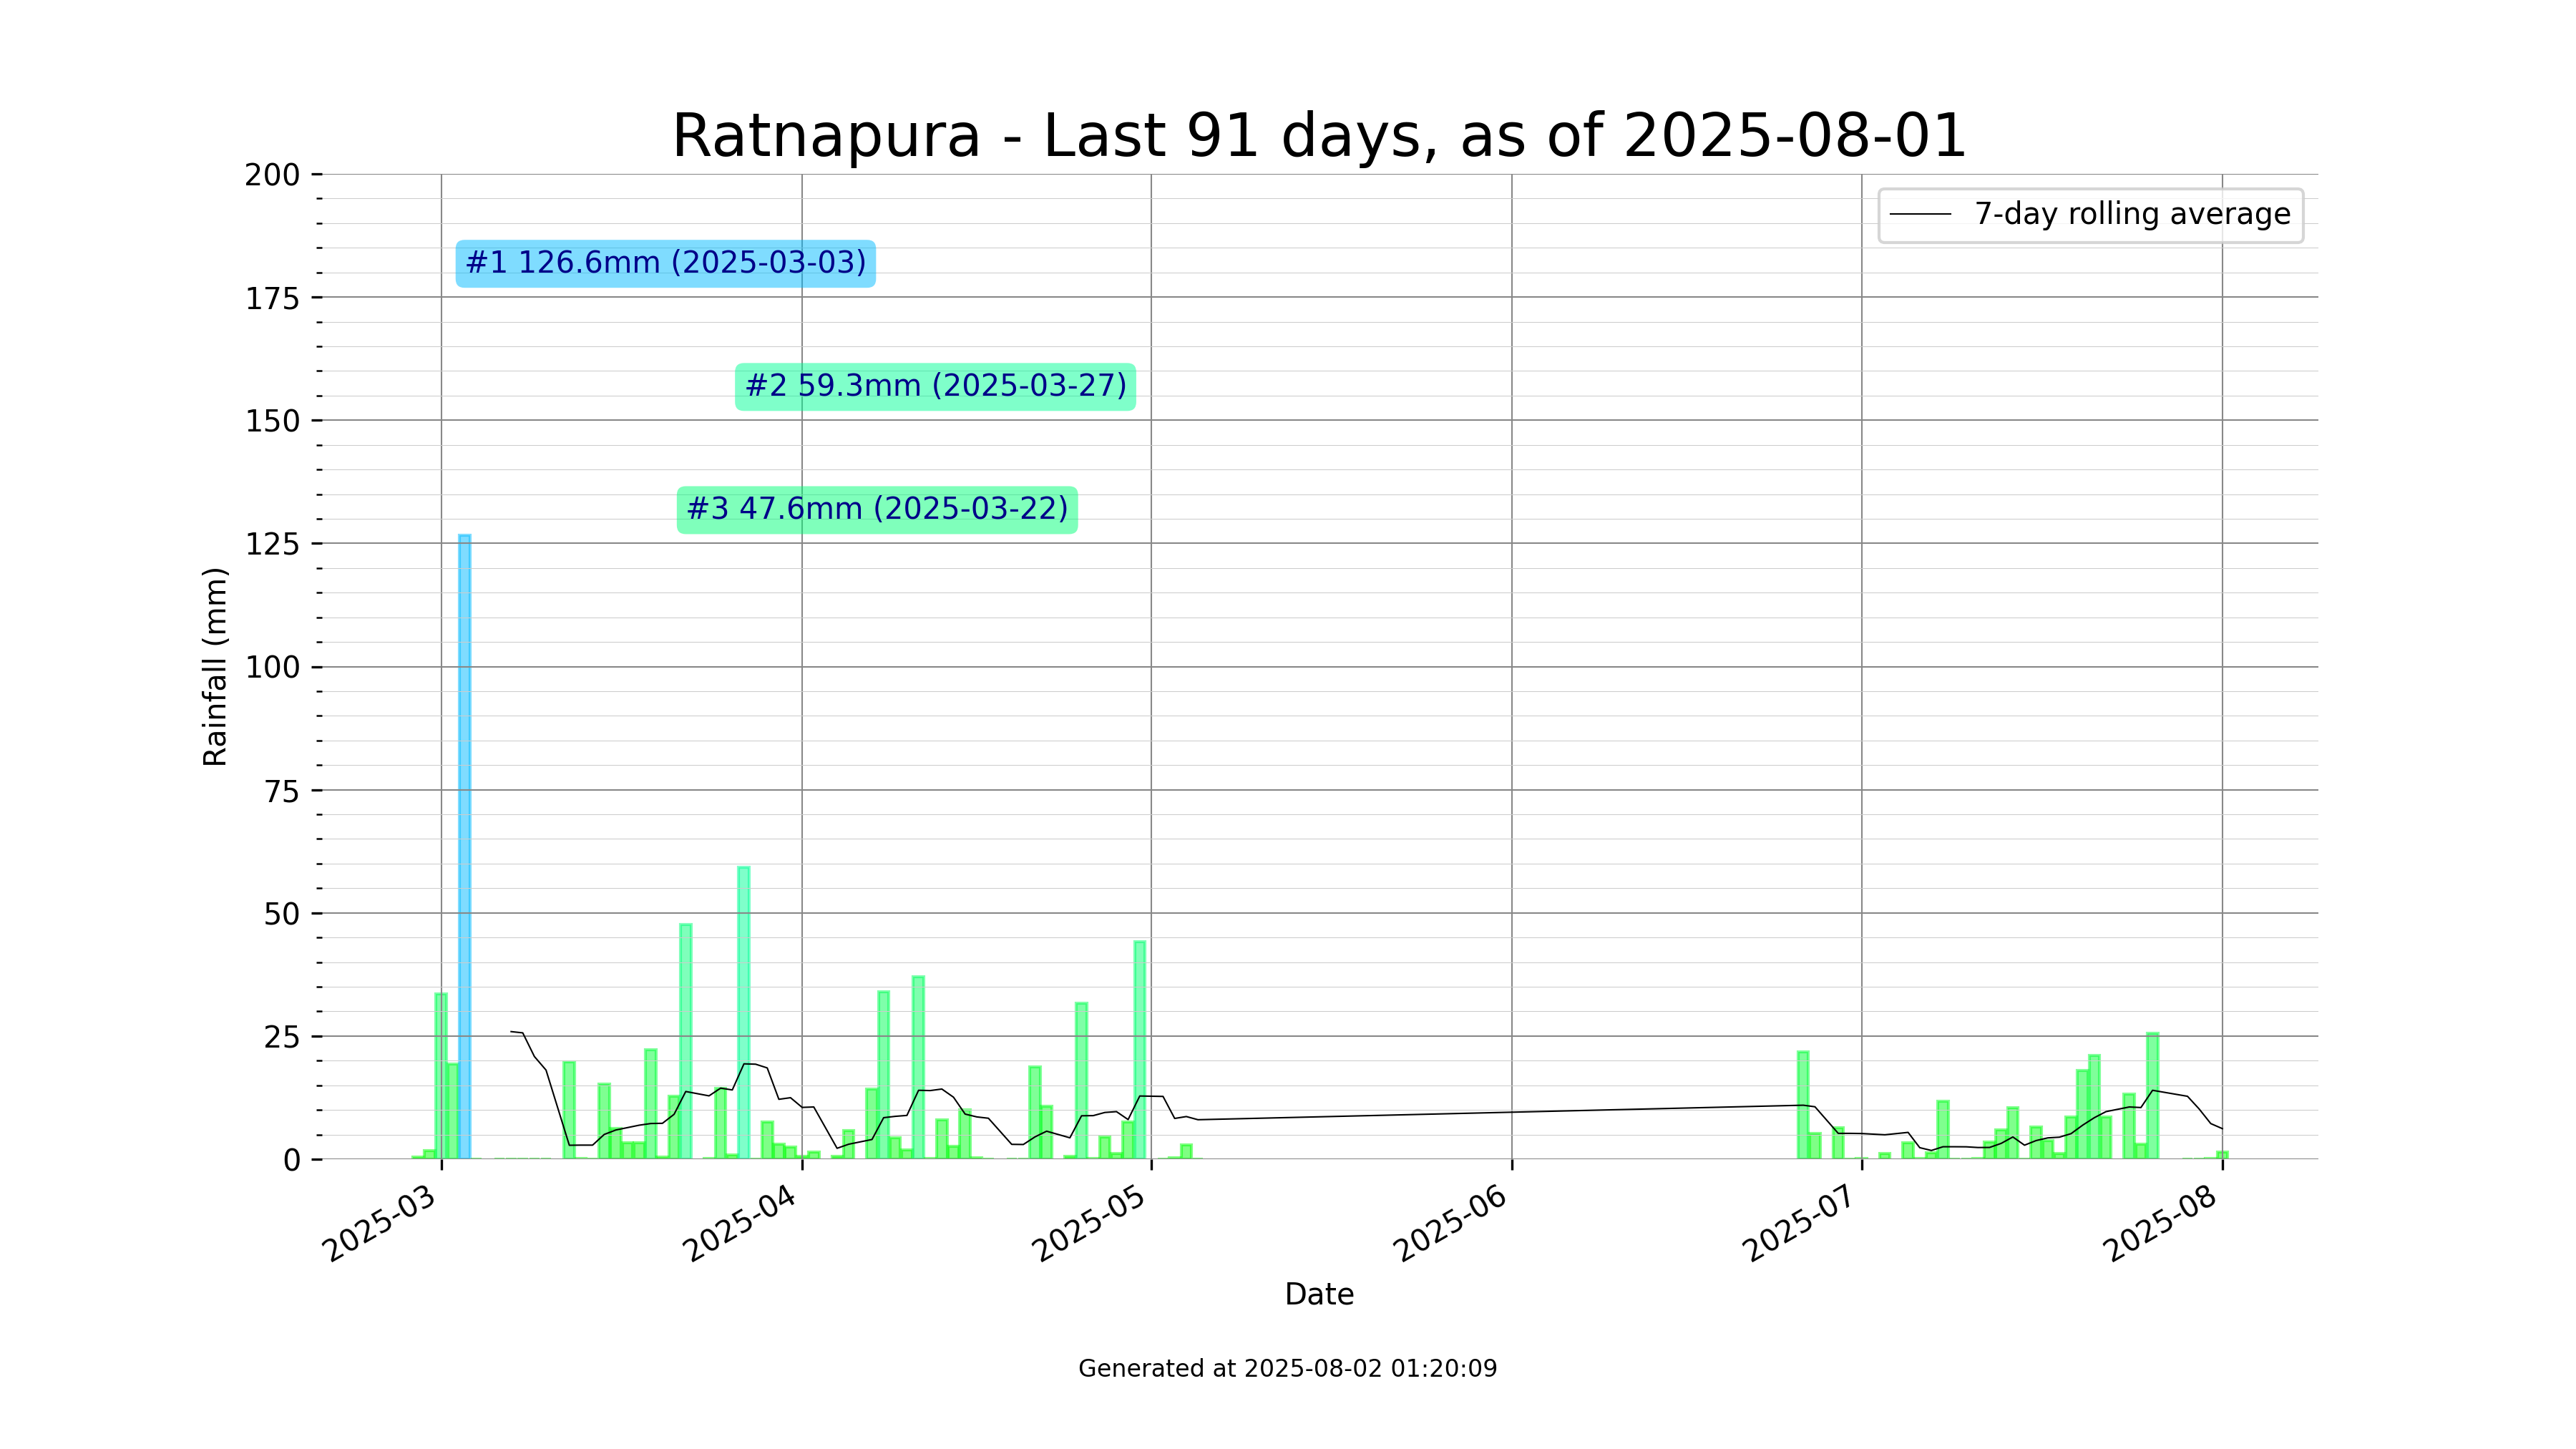 Ratnapura - Last 91 days, as of 2025-08-01
200
175
150
125
100
75
50
25
0
Rainfall (mm)
7-day rolling average
#1 126.6mm (2025-03-03)
#2 59.3mm (2025-03-27)
#3 47.6mm (2025-03-22)
2025-03
2025-04
2025-05
2025-06
2025-07
2025-08
Date
Generated at 2025-08-02 01:20:09